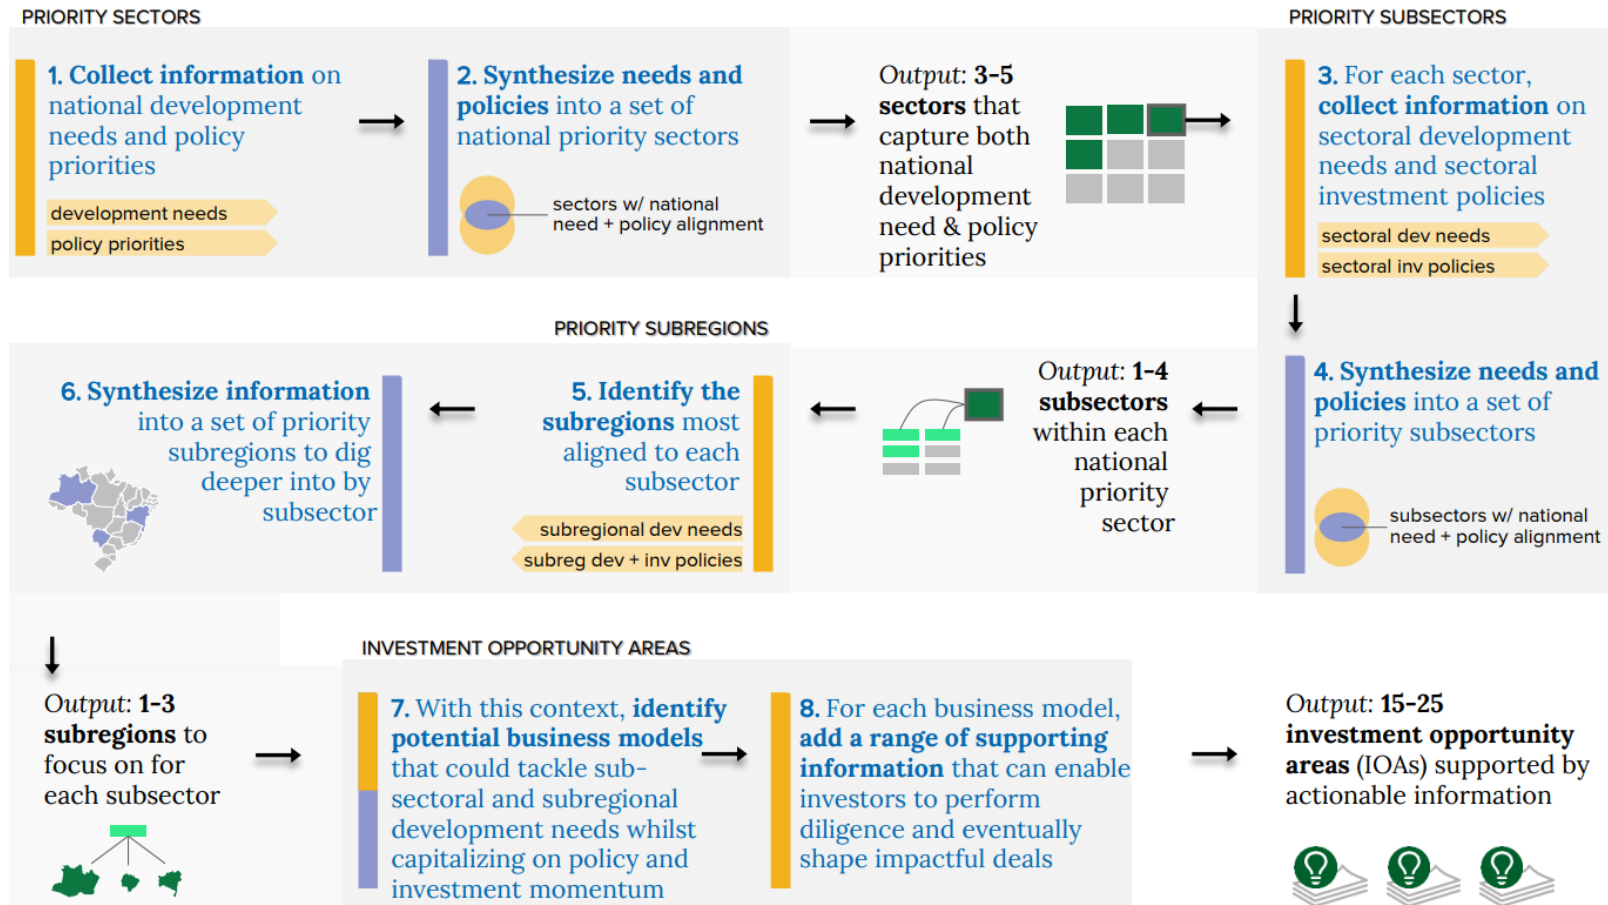 PRIORITY SECTORS
1. Collect information on
national development
needs and policy
priorities
development needs
policy priorities
2. Synthesize needs and
policies into a set of
national priority sectors
sectors w/ national
need + policy alignment
Output: 3-5
sectors that
capture both
national
development
need & policy
priorities
PRIORITY SUBSECTORS
3. For each sector,
collect information on
sectoral development
needs and sectoral
investment policies
sectoral dev needs
sectoral inv policies
4. Synthesize needs and
policies into a set of
priority subsectors
subsectors w/ national
need + policy alignment
Output: 1-4
subsectors
within each
national
priority
sector
PRIORITY SUBREGIONS
5. Identify the
subregions most
aligned to each
subsector
subregional dev needs
subreg dev + inv policies
6. Synthesize information
into a set of priority
subregions to dig
deeper into by
subsector
Output: 1-3
subregions to
focus on for
each subsector
INVESTMENT OPPORTUNITY AREAS
7. With this context, identify
potential business models
that could tackle sub-
sectoral and subregional
development needs whilst
capitalizing on policy and
investment momentum
8. For each business model,
add a range of supporting
information that can enable
investors to perform
diligence and eventually
shape impactful deals
Output: 15-25
investment opportunity
areas (IOAs) supported by
actionable information